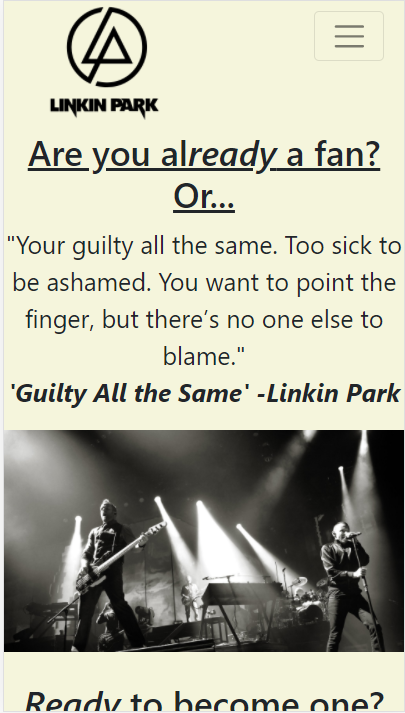 LINKIN PARK
Are you already a fan?
Or...
"Your guilty all the same. Too sick to
be ashamed. You want to point the
finger, but there’s no one else to
blame."
'Guilty All the Same' -Linkin Park
Ready to become one?